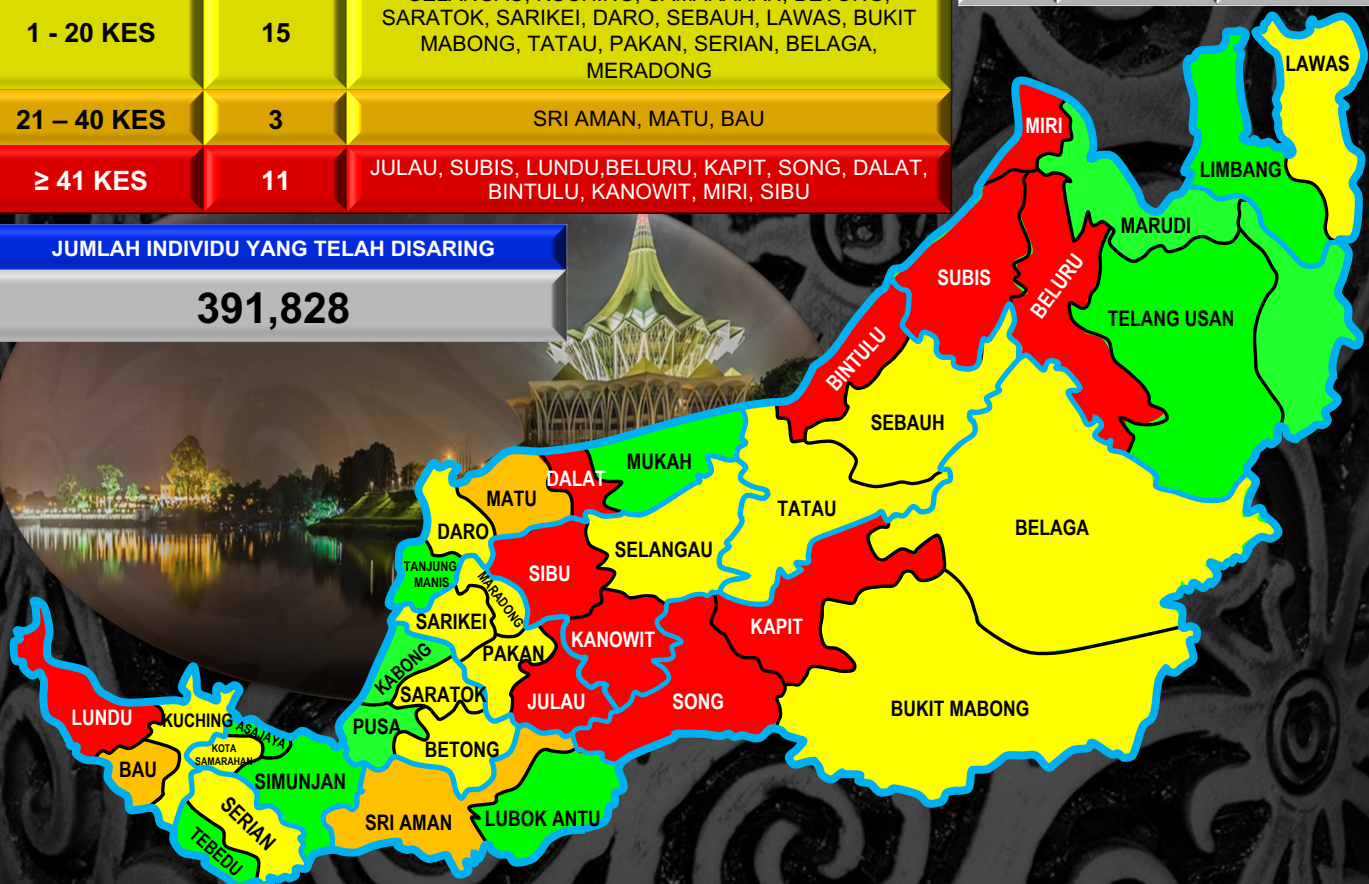 SELANGAU, KUCHING, SAMARAHAN, BETONG,
1 - 20 KES
15
SARATOK, SARIKEI, DARO, SEBAUH, LAWAS, BUKIT
MABONG, TATAU, PAKAN, SERIAN, BELAGA,
MERADONG
21 – 40 KES
3
SRI AMAN, MATU, BAU
≥ 41 KES
11
JULAU, SUBIS, LUNDU,BELURU, KAPIT, SONG, DALAT,
BINTULU, KANOWIT, MIRI, SIBU
JUMLAH INDIVIDU YANG TELAH DISARING
391,828
LAWAS
MIRI
LIMBANG
MARUDI
SUBIS
BELURU
TELANG USAN
BINTULU
SEBAUH
MUKAH
DALAT
MATU
TATAU
BELAGA
DARO
SELANGAU
TANJUNG
MANIS
SIBU
MARADONG
SARIKEI
KANOWIT
KAPIT
PAKAN
KABONG
SARATOK
JULAU
SONG
BUKIT MABONG
LUNDU
KUCHING
ASAJAYA
PUSA
BETONG
KOTA
SAMARAHAN
BAU
SIMUNJAN
SERIAN
SRI AMAN
LUBOK ANTU
TEBEDU